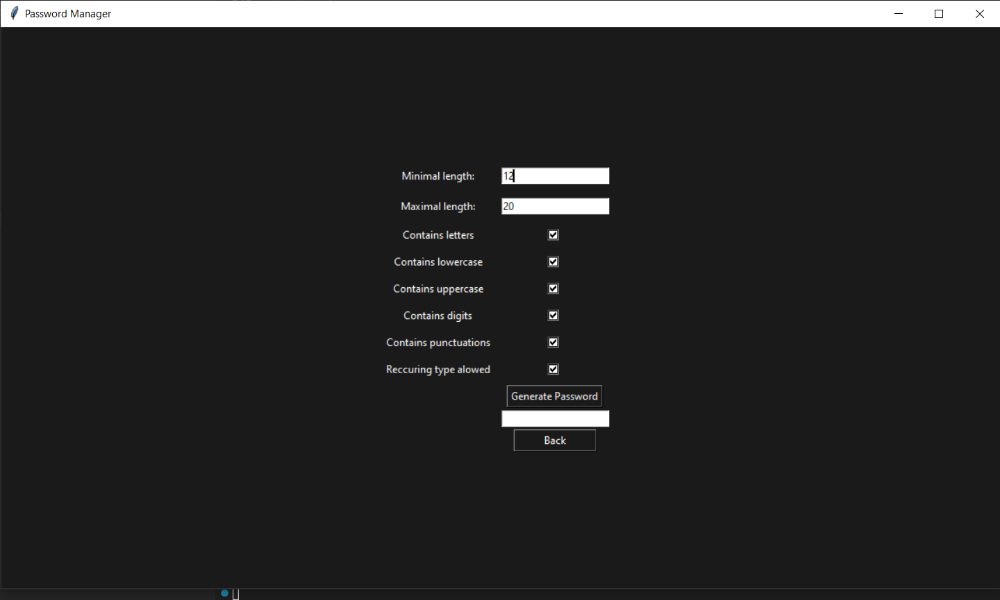 Password Manager
Minimal length: 12
Maximal length: 20
Contains letters
Contains lowercase
Contains uppercase
Contains digits
Contains punctuations
Reccuring type alowed
Generate Password
Back